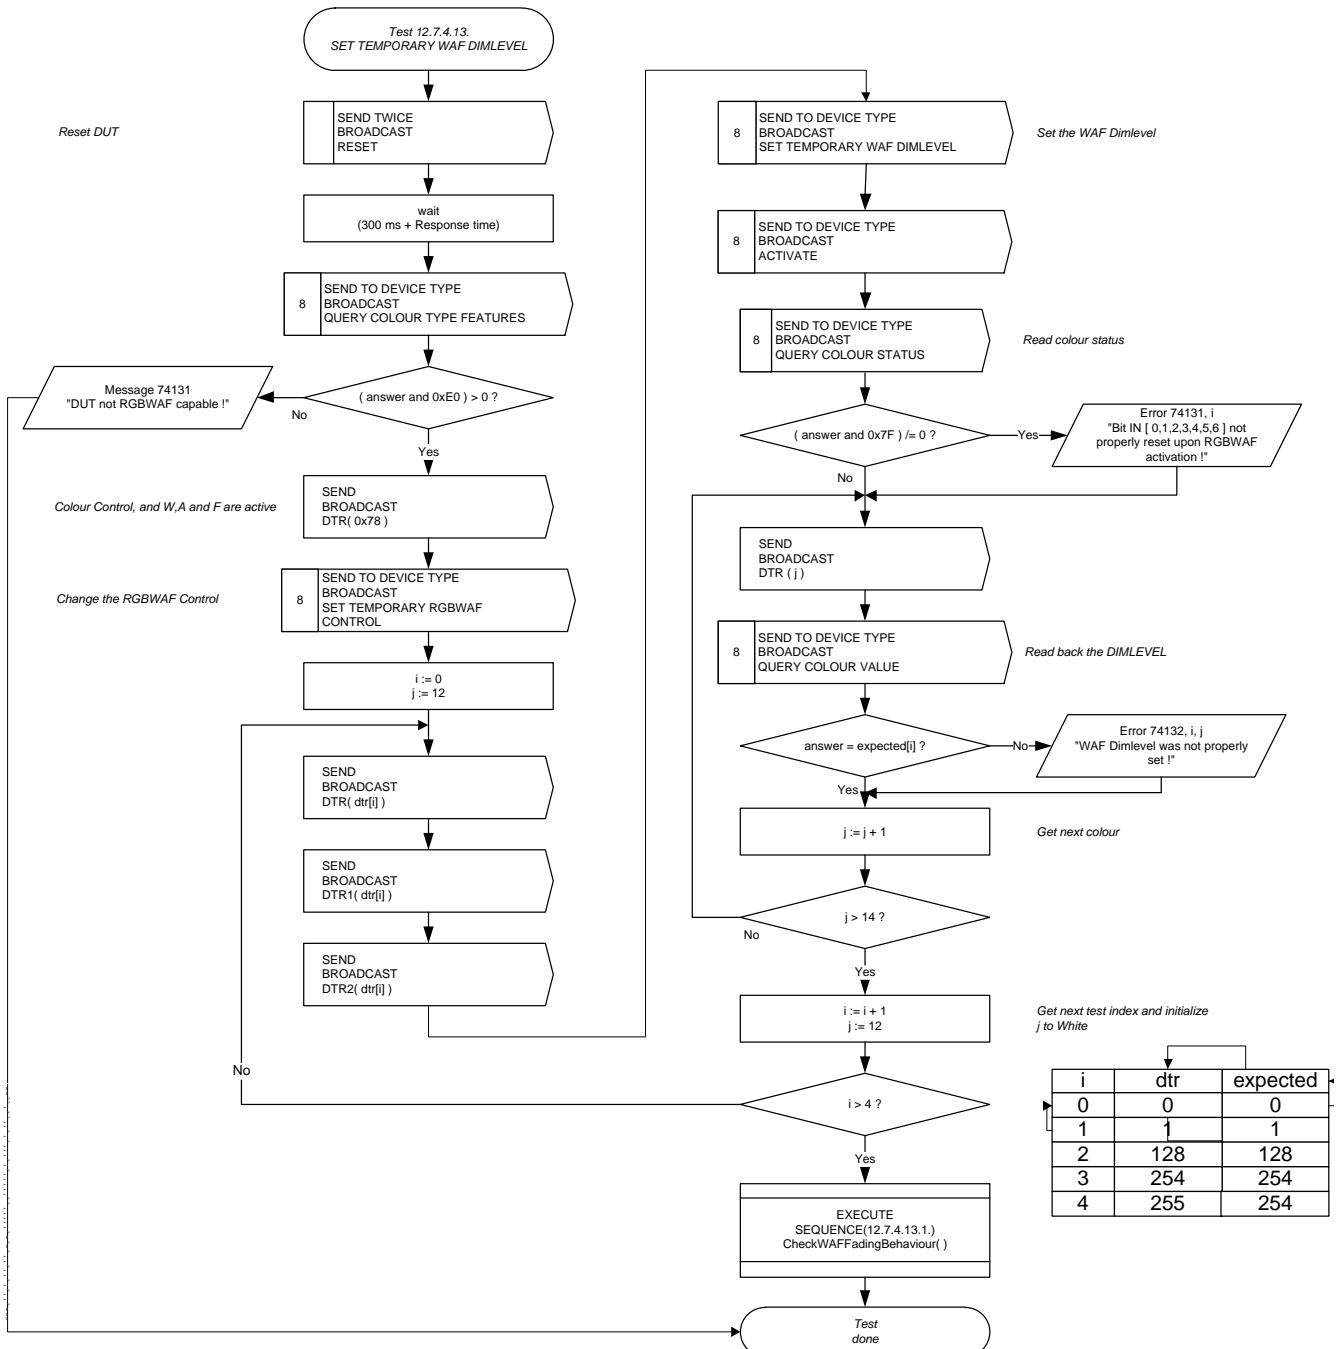 Test 12.7.4.13.
SET TEMPORARY WAF DIMLEVEL
Reset DUT
SEND TWICE
BROADCAST
RESET
wait
(300 ms + Response time)
8
SEND TO DEVICE TYPE
BROADCAST
QUERY COLOUR TYPE FEATURES
( answer and 0xE0 ) > 0 ?
No
Message 74131
"DUT not RGBWAF capable !"
Yes
Colour Control, and W,A and F are active
SEND
BROADCAST
DTR( 0x78 )
Change the RGBWAF Control
8
SEND TO DEVICE TYPE
BROADCAST
SET TEMPORARY RGBWAF
CONTROL
i := 0
j := 12
SEND
BROADCAST
DTR( dtr[i] )
SEND
BROADCAST
DTR1( dtr[i] )
SEND
BROADCAST
DTR2( dtr[i] )
8
SEND TO DEVICE TYPE
BROADCAST
SET TEMPORARY WAF DIMLEVEL
Set the WAF Dimlevel
8
SEND TO DEVICE TYPE
BROADCAST
ACTIVATE
8
SEND TO DEVICE TYPE
BROADCAST
QUERY COLOUR STATUS
Read colour status
( answer and 0x7F ) /= 0 ?
Yes
Error 74131, i
"Bit IN [ 0,1,2,3,4,5,6 ] not
properly reset upon RGBWAF
activation !"
No
SEND
BROADCAST
DTR ( j )
8
SEND TO DEVICE TYPE
BROADCAST
QUERY COLOUR VALUE
Read back the DIMLEVEL
answer = expected[i] ?
No
Error 74132, i, j
"WAF Dimlevel was not properly
set !"
Yes
j := j + 1
Get next colour
j > 14 ?
No
Yes
i := i + 1
j := 12
Get next test index and initialize
j to White
No
i > 4 ?
Yes
EXECUTE
SEQUENCE(12.7.4.13.1.)
CheckWAFFadingBehaviour( )
Test
done
i dtr expected
0 0 0
1 1 1
2 128 128
3 254 254
4 255 254